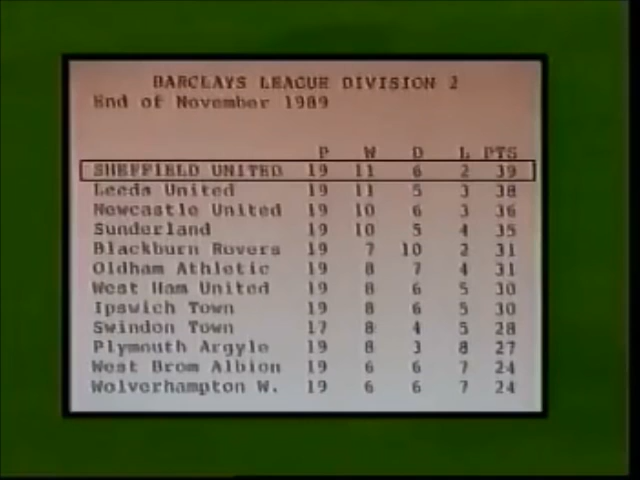 BARCLAYS LEAGUE DIVISION 2
End of November 1989
P W D L PTS
SHEFFIELD UNITED 19 11 6 2 39
Leeds United 19 11 5 3 38
Newcastle United 19 10 6 3 36
Sunderland 19 10 5 4 35
Blackburn Rovers 19 7 10 2 31
Oldham Athletic 19 8 7 4 31
West Ham United 19 8 6 5 30
Ipswich Town 19 8 6 5 30
Swindon Town 17 8 4 5 28
Plymouth Argyle 19 8 3 8 27
West Brom Albion 19 6 6 7 24
Wolverhampton W. 19 6 6 7 24